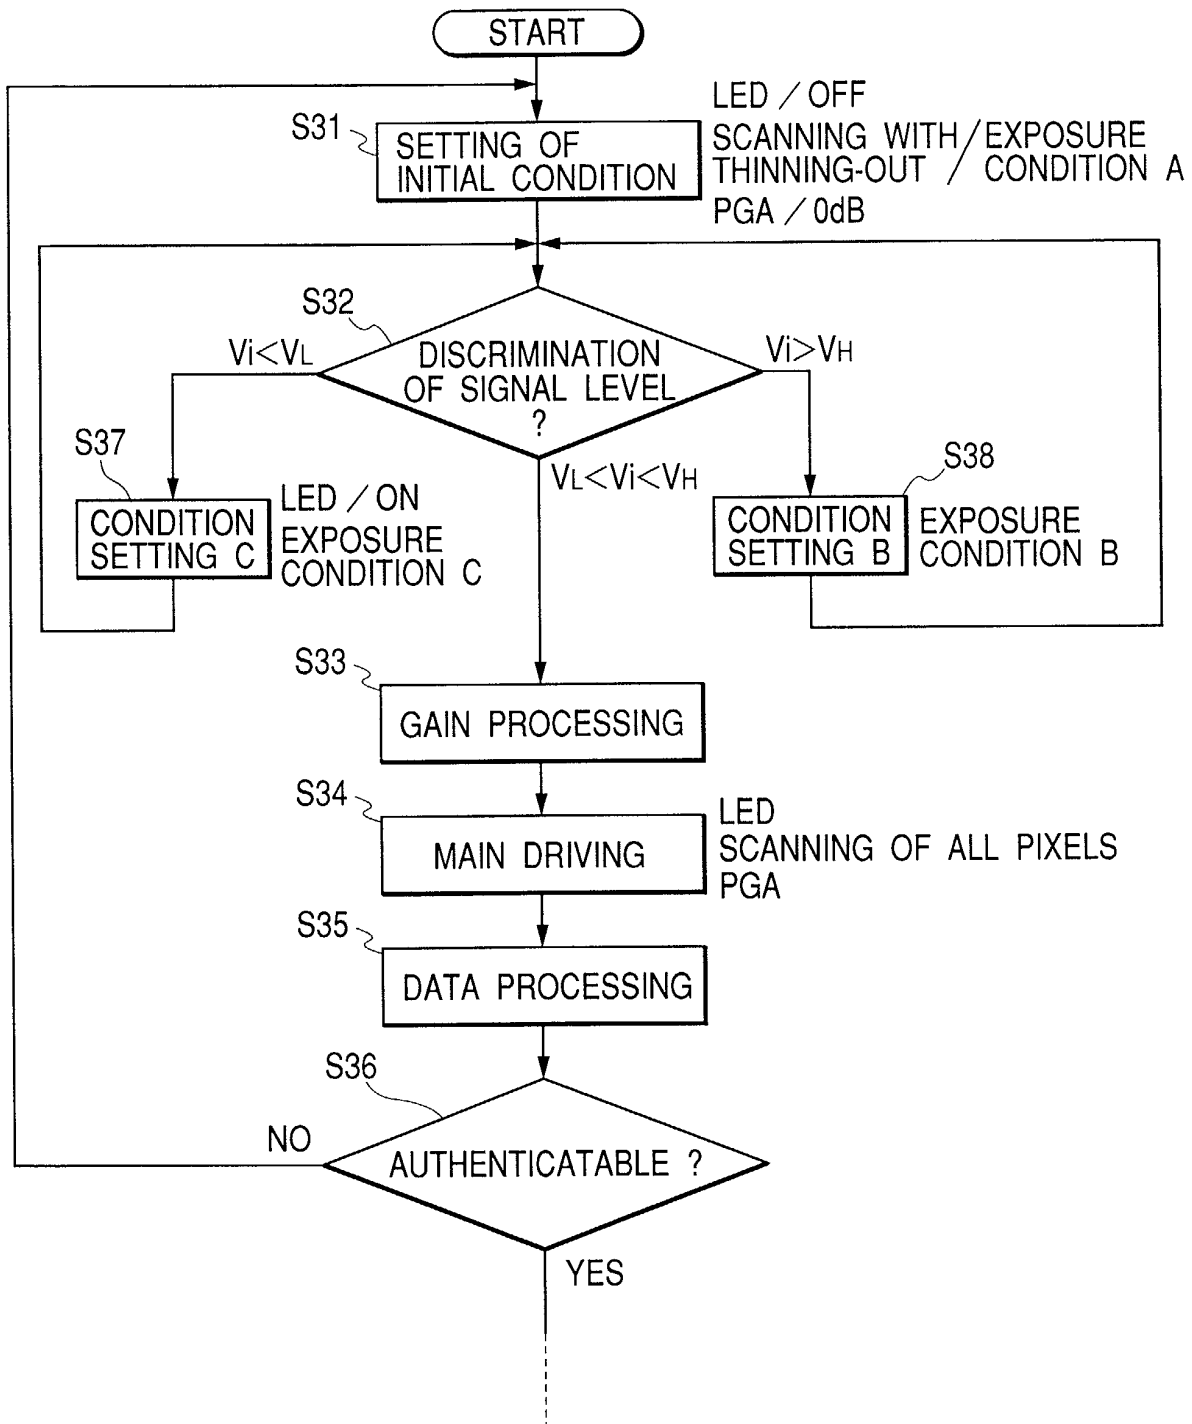 START
S31
SETTING OF
INITIAL CONDITION
LED / OFF
SCANNING WITH / EXPOSURE
THINNING-OUT / CONDITION A
PGA / 0dB
S32
DISCRIMINATION
OF SIGNAL LEVEL
?
Vi<VL
Vi>VH
VL<Vi<VH
S37
CONDITION
SETTING C
LED / ON
EXPOSURE
CONDITION C
S38
CONDITION
SETTING B
EXPOSURE
CONDITION B
S33
GAIN PROCESSING
S34
MAIN DRIVING
LED
SCANNING OF ALL PIXELS
PGA
S35
DATA PROCESSING
S36
AUTHENTICATABLE ?
NO
YES